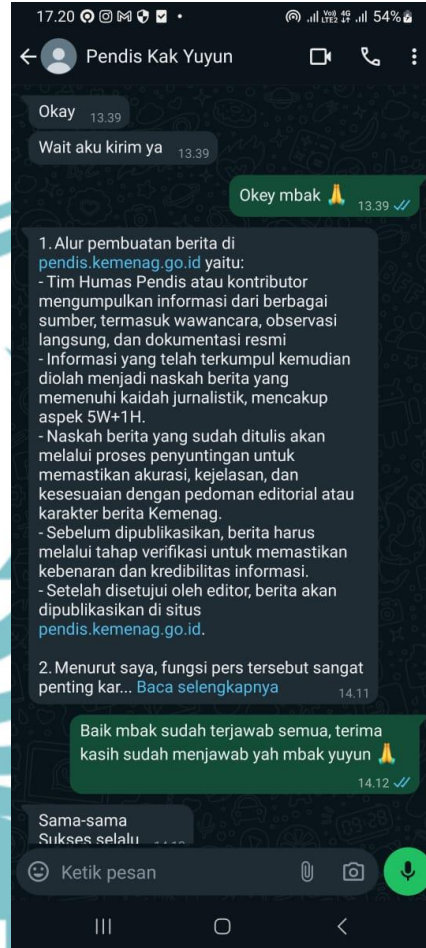 17.20
54%
Pendis Kak Yuyun
Okay 13.39
Wait aku kirim ya 13.39
Okey mbak 🙏 13.39
1. Alur pembuatan berita di
pendis.kemenag.go.id yaitu:
- Tim Humas Pendis atau kontributor
mengumpulkan informasi dari berbagai
sumber, termasuk wawancara, observasi
langsung, dan dokumentasi resmi
- Informasi yang telah terkumpul kemudian
diolah menjadi naskah berita yang
memenuhi kaidah jurnalistik, mencakup
aspek 5W+1H.
- Naskah berita yang sudah ditulis akan
melalui proses penyuntingan untuk
memastikan akurasi, kejelasan, dan
kesesuaian dengan pedoman editorial atau
karakter berita Kemenag.
- Sebelum dipublikasikan, berita harus
melalui tahap verifikasi untuk memastikan
kebenaran dan kredibilitas informasi.
- Setelah disetujui oleh editor, berita akan
dipublikasikan di situs
pendis.kemenag.go.id.
2. Menurut saya, fungsi pers tersebut sangat
penting kar... Baca selengkapnya 14.11
Baik mbak sudah terjawab semua, terima
kasih sudah menjawab yah mbak yuyun 🙏
14.12
Sama-sama
Sukses selalu
Ketik pesan